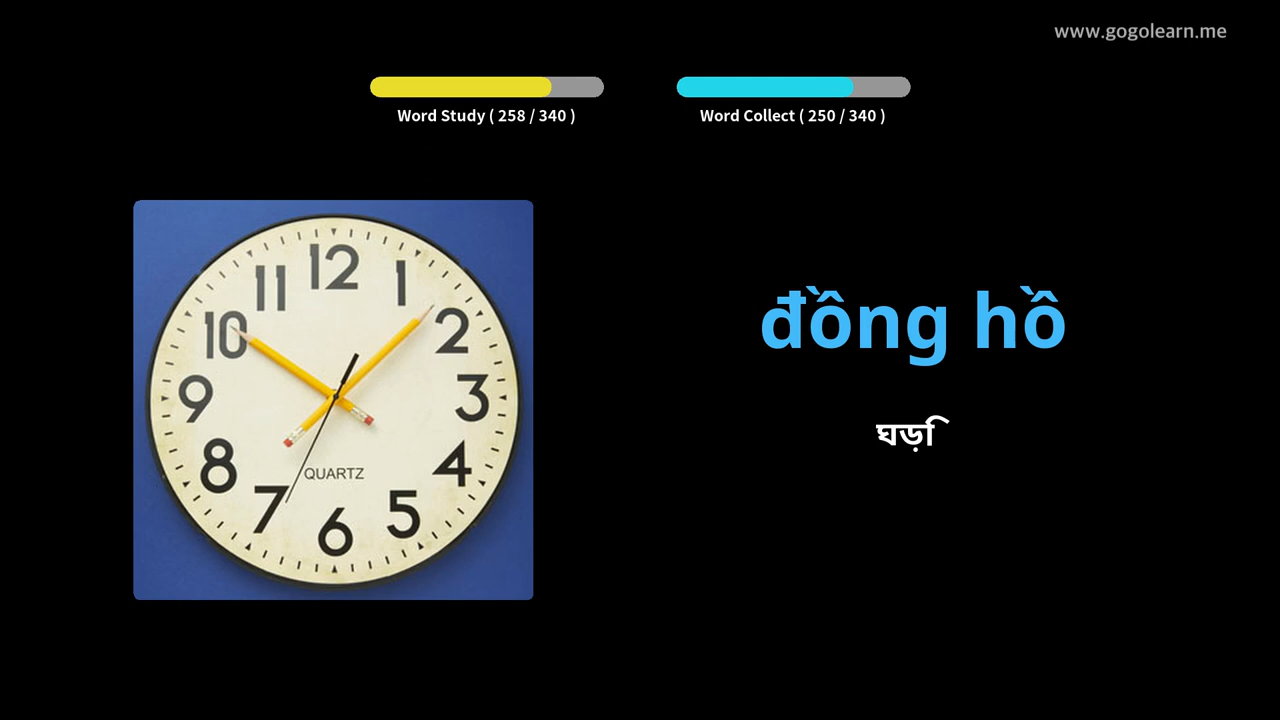 www.gogolearn.me
Word Study ( 258 / 340 )
Word Collect ( 250 / 340 )
12
11
1
10
2
9
3
8
4
QUARTZ
7
5
6
đồng hồ
ঘড়ি